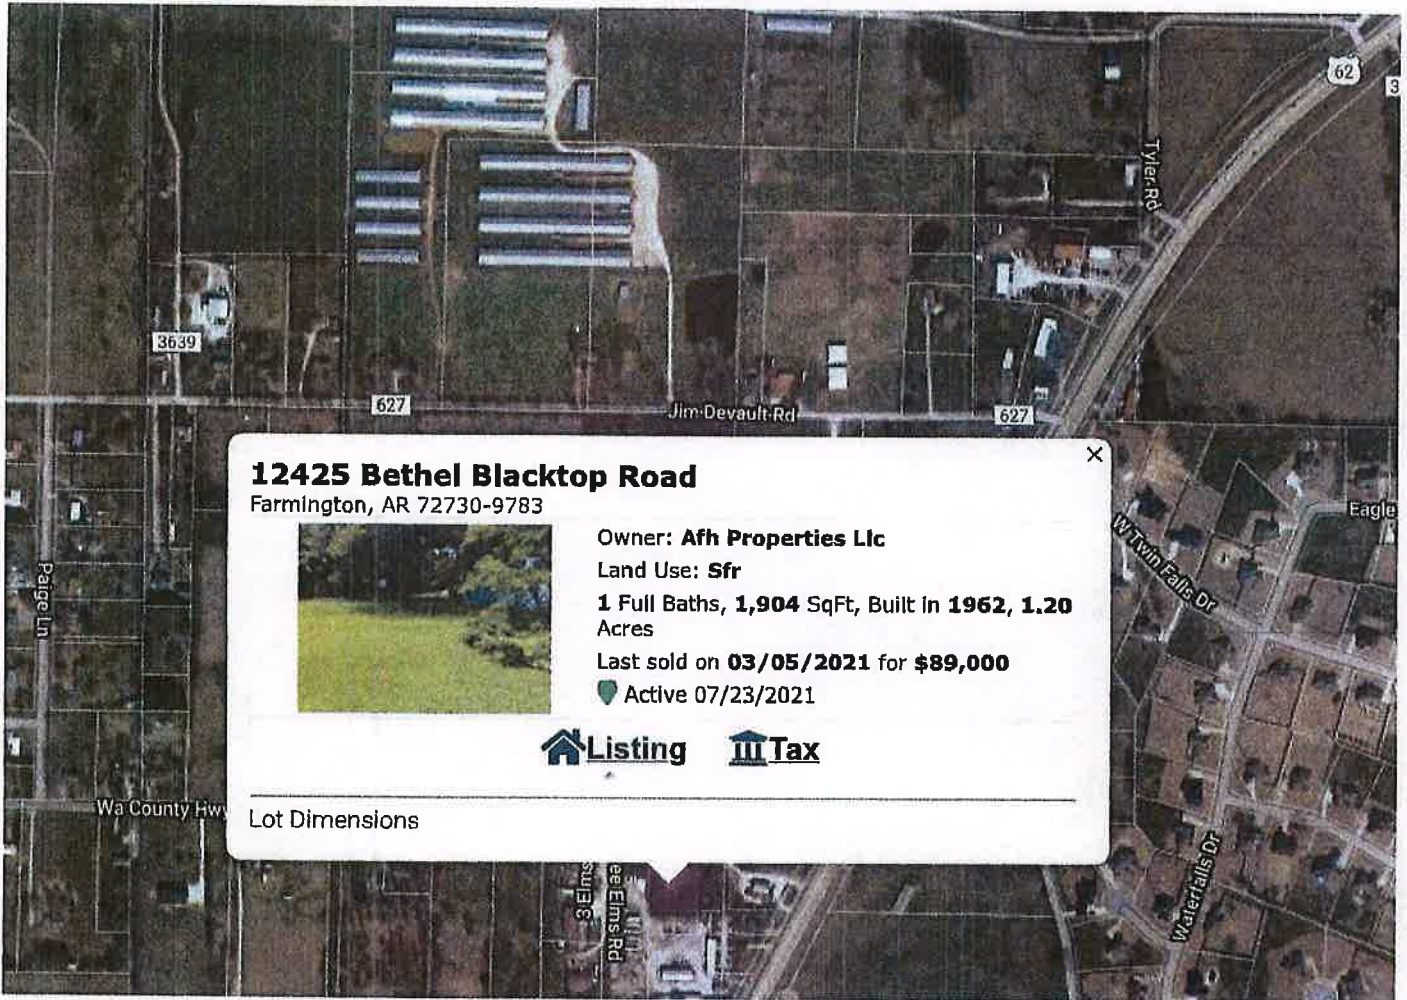 62
3
Tyler Rd
3639
627
Jim Devault Rd
627
12425 Bethel Blacktop Road
Farmington, AR 72730-9783
Owner: Afh Properties Llc
Land Use: Sfr
1 Full Baths, 1,904 SqFt, Built in 1962, 1.20
Acres
Last sold on 03/05/2021 for $89,000
Active 07/23/2021
Listing
Tax
Lot Dimensions
Eagle
W Twin Falls Dr
Paige Ln
Wa County Hwy
3 Elms
ee Elms Rd
Waterfalls Dr